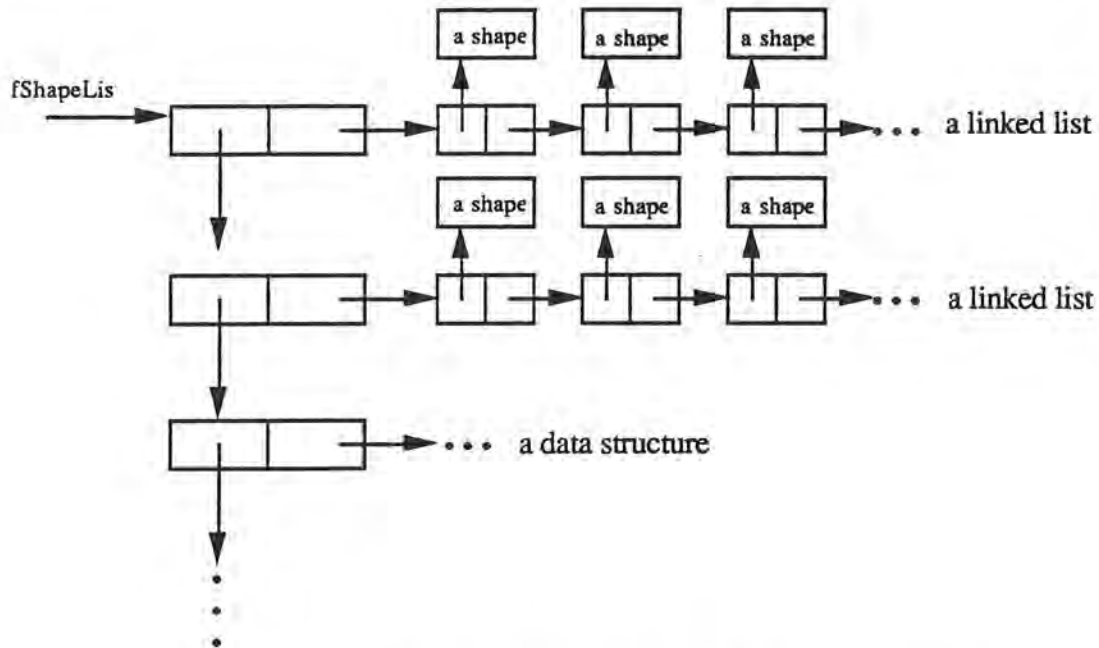 a shape a shape a shape
fShapeLis
a linked list
a shape a shape a shape
a linked list
a data structure